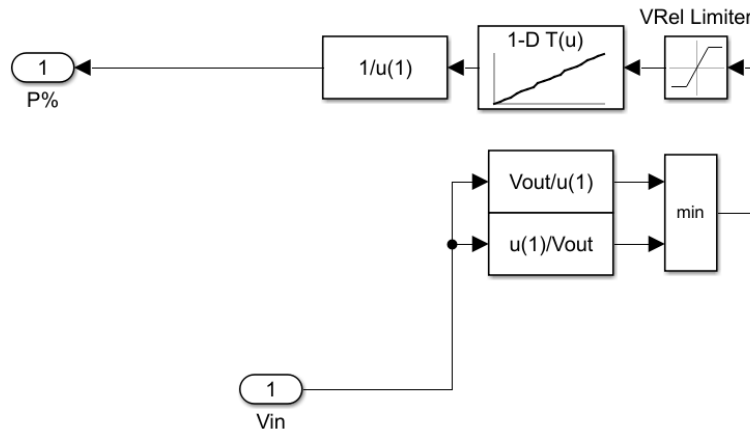 VRel Limiter
1-D T(u)
1
1/u(1)
P%
Vout/u(1)
min
u(1)/Vout
1
Vin